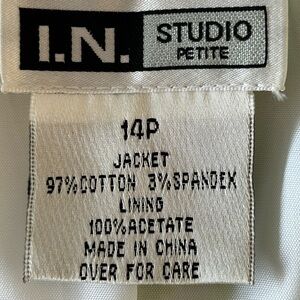 I.N. STUDIO
PETITE
14P
JACKET
97%COTTON 3%SPANDEX
LINING
100%ACETATE
MADE IN CHINA
OVER FOR CARE